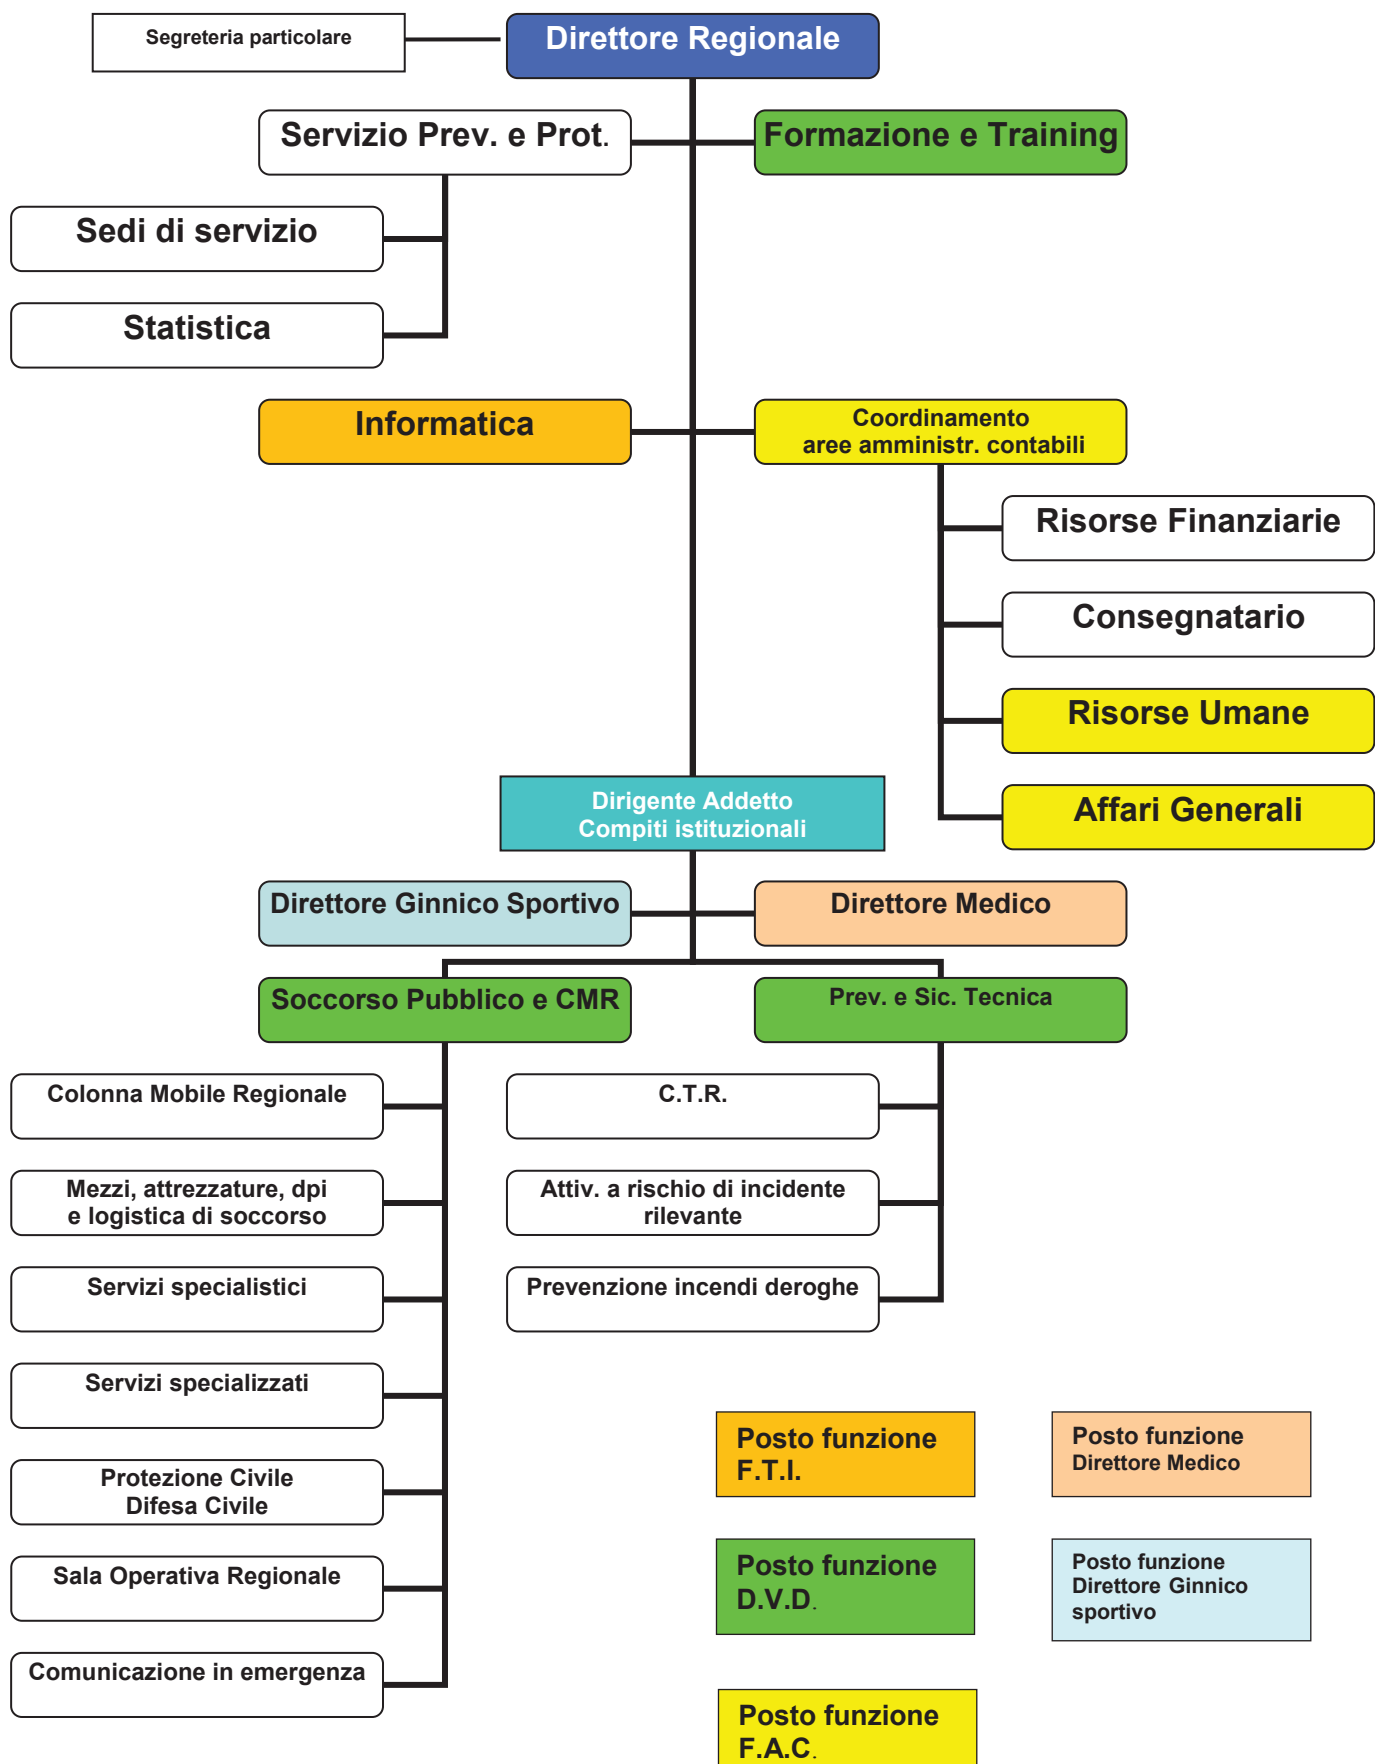 Segreteria particolare
Direttore Regionale
Servizio Prev. e Prot.
Formazione e Training
Sedi di servizio
Statistica
Informatica
Coordinamento
aree amministr. contabili
Risorse Finanziarie
Consegnatario
Risorse Umane
Affari Generali
Dirigente Addetto
Compiti istituzionali
Direttore Ginnico Sportivo
Direttore Medico
Soccorso Pubblico e CMR
Prev. e Sic. Tecnica
Colonna Mobile Regionale
Mezzi, attrezzature, dpi
e logistica di soccorso
Servizi specialistici
Servizi specializzati
Protezione Civile
Difesa Civile
Sala Operativa Regionale
Comunicazione in emergenza
C.T.R.
Attiv. a rischio di incidente
rilevante
Prevenzione incendi deroghe
Posto funzione
F.T.I.
Posto funzione
Direttore Medico
Posto funzione
D.V.D.
Posto funzione
Direttore Ginnico
sportivo
Posto funzione
F.A.C.